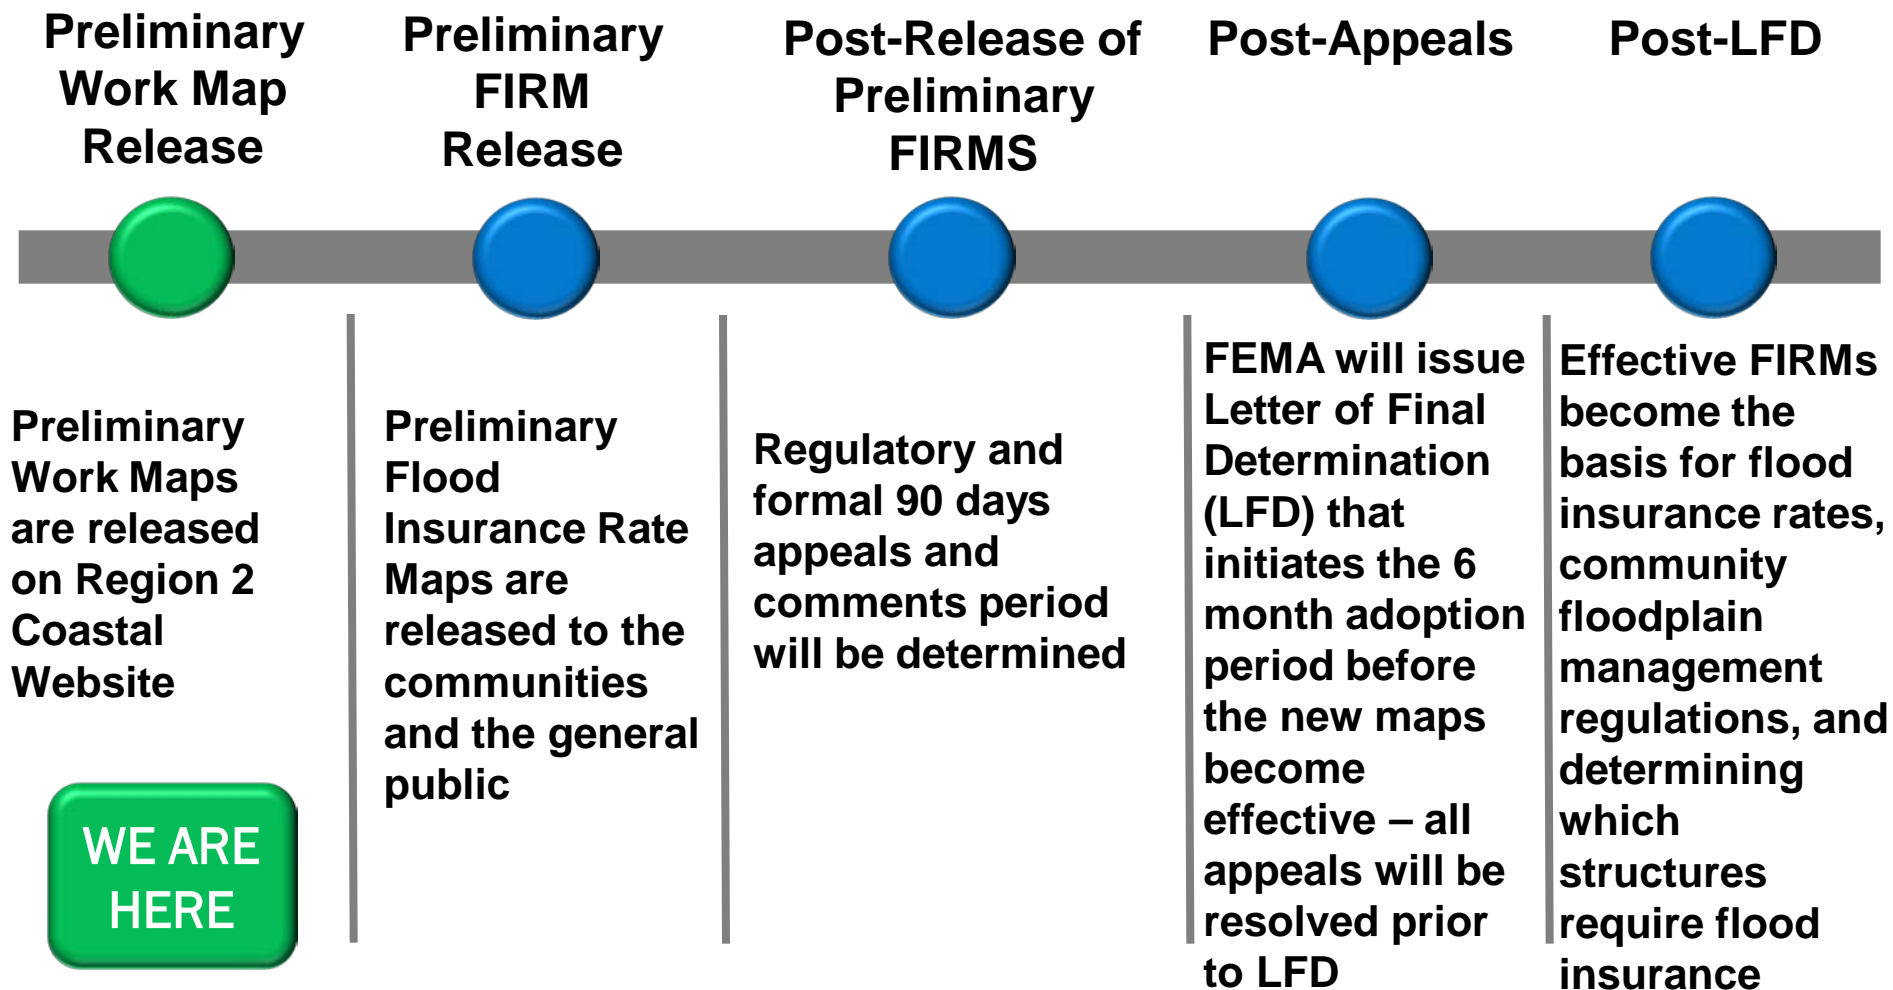 Preliminary
Work Map
Release
Preliminary
FIRM
Release
Post-Release of
Preliminary
FIRMS
Post-Appeals
Post-LFD
Preliminary
Work Maps
are released
on Region 2
Coastal
Website
WE ARE
HERE
Preliminary
Flood
Insurance Rate
Maps are
released to the
communities
and the general
public
Regulatory and
formal 90 days
appeals and
comments period
will be determined
FEMA will issue
Letter of Final
Determination
(LFD) that
initiates the 6
month adoption
period before
the new maps
become
effective – all
appeals will be
resolved prior
to LFD
Effective FIRMs
become the
basis for flood
insurance rates,
community
floodplain
management
regulations, and
determining
which
structures
require flood
insurance